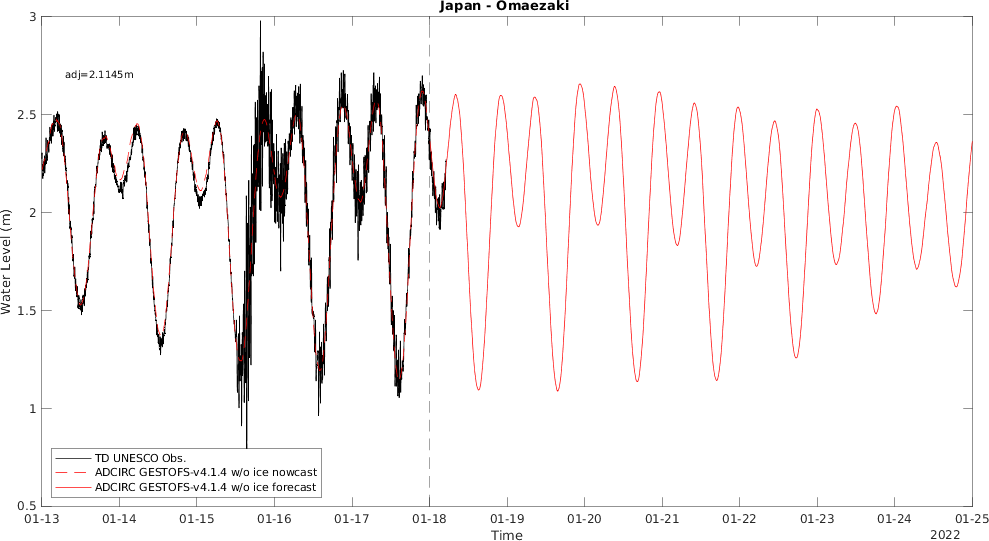 Japan - Omaezaki
adj=2.1145m
Water Level (m)
3
2.5
2
1.5
1
0.5
TD UNESCO Obs.
ADCIRC GESTOFS-v4.1.4 w/o ice nowcast
ADCIRC GESTOFS-v4.1.4 w/o ice forecast
01-13 01-14 01-15 01-16 01-17 01-18 01-19 01-20 01-21 01-22 01-23 01-24 01-25
Time
2022